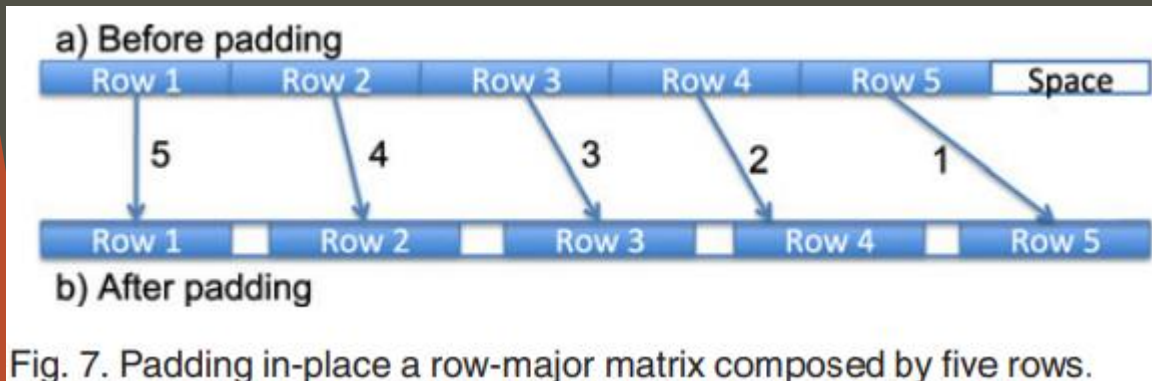 a) Before padding
Row 1 Row 2 Row 3 Row 4 Row 5 Space
5 4 3 2 1
Row 1 Row 2 Row 3 Row 4 Row 5
b) After padding
Fig. 7. Padding in-place a row-major matrix composed by five rows.